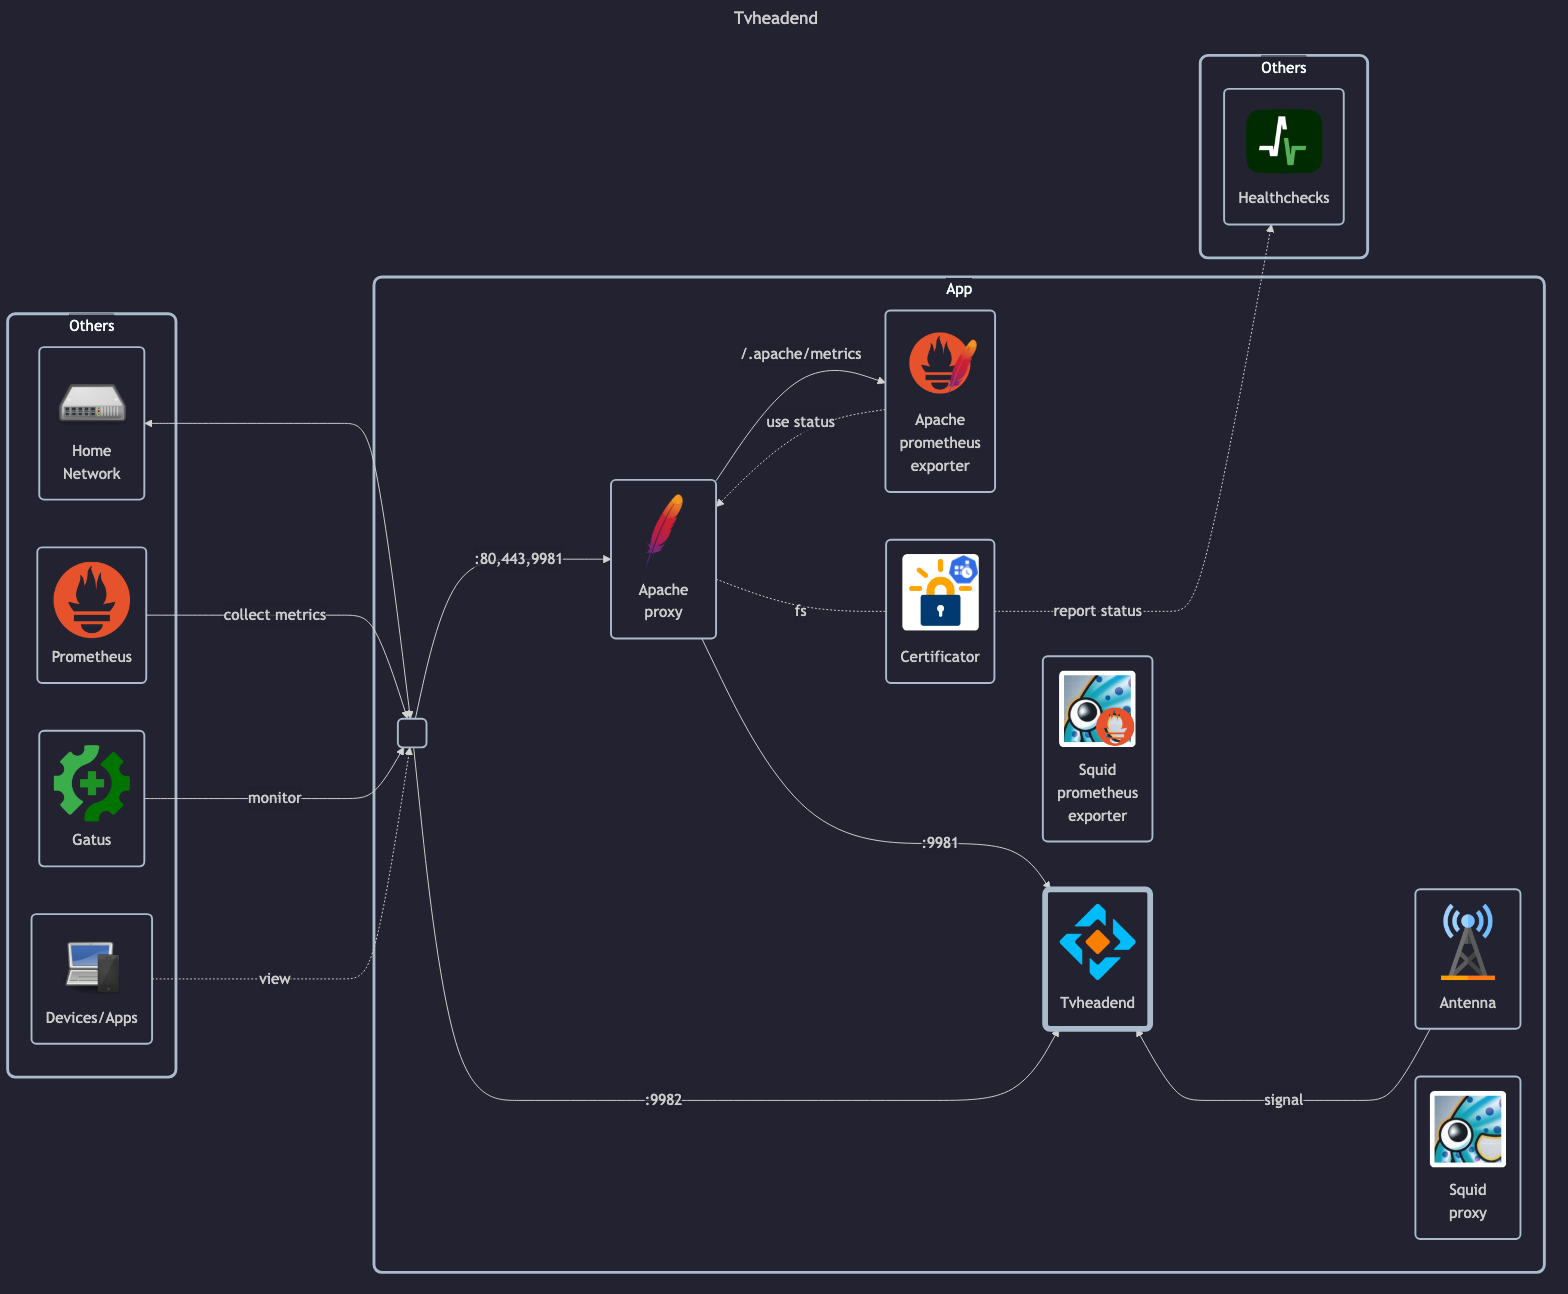 Tvheadend
Others
Healthchecks
App
Others
Home
Network
Prometheus
Gatus
Devices/Apps
collect metrics
monitor
view
:80,443,9981
Apache
proxy
/.apache/metrics
use status
fs
Apache
prometheus
exporter
Certificator
report status
Squid
prometheus
exporter
:9981
Tvheadend
:9982
signal
Antenna
Squid
proxy